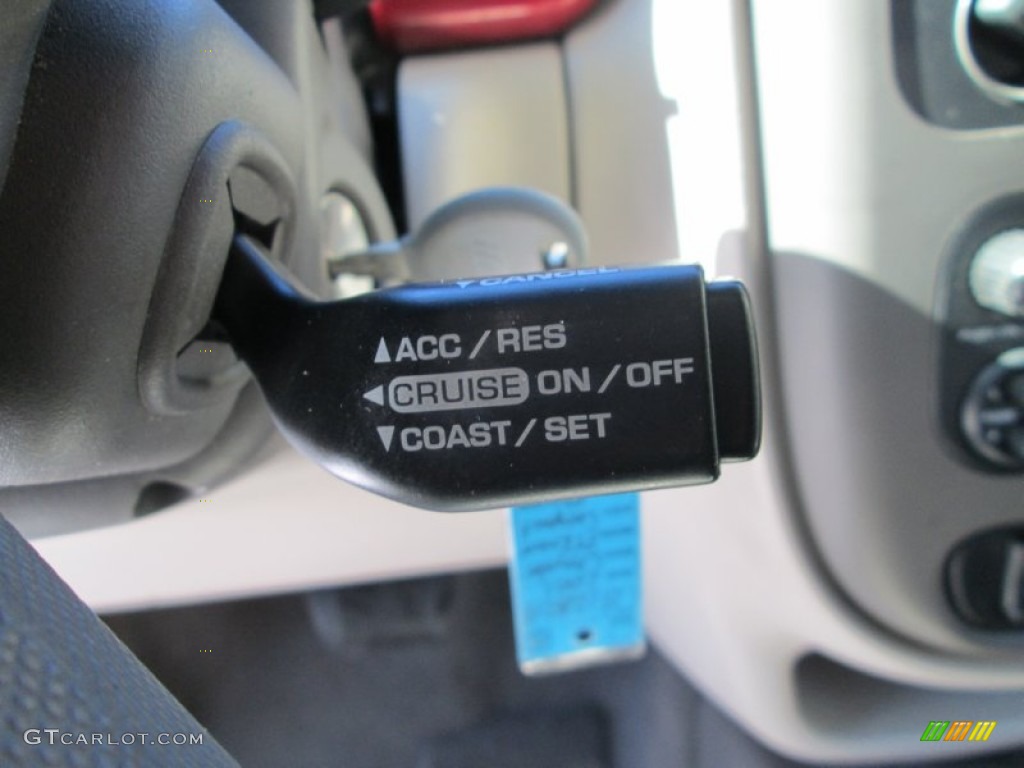 ▼CANCEL
▲ACC / RES
◀CRUISE ON / OFF
▼COAST / SET
GTCARLOT.COM